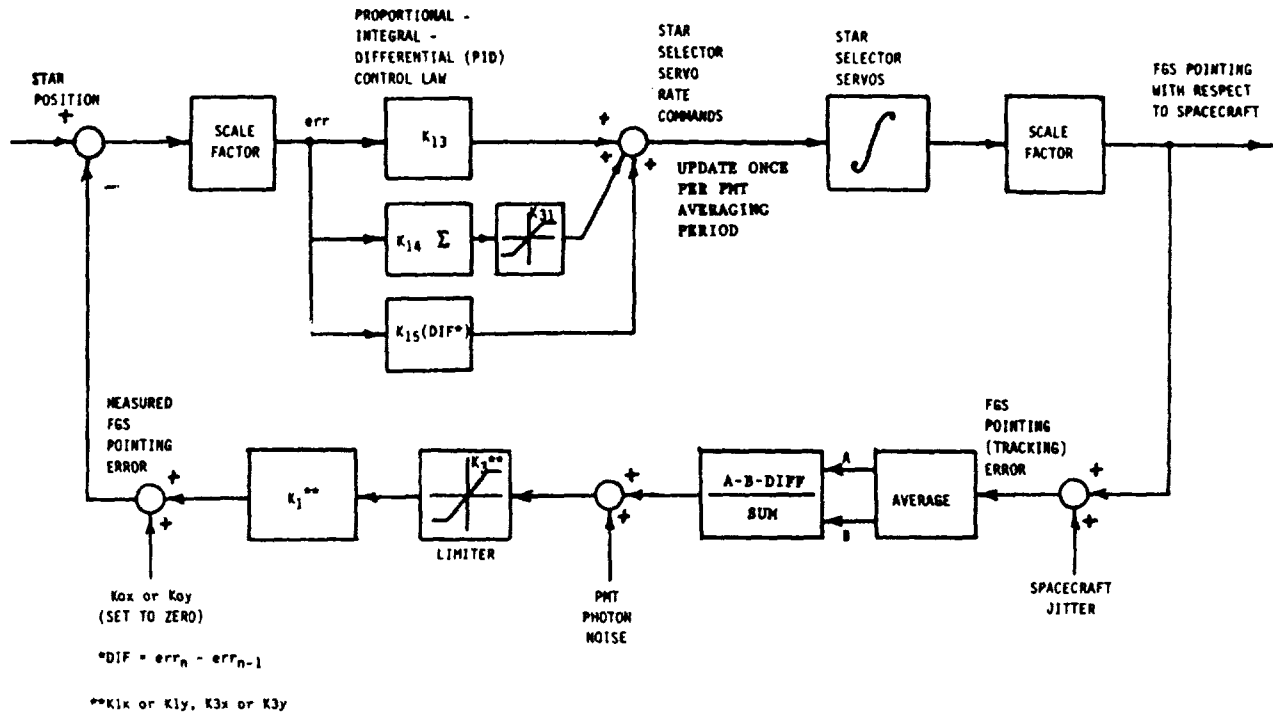 PROPORTIONAL -
INTEGRAL -
DIFFERENTIAL (PID)
CONTROL LAW
STAR
POSITION
+
-
SCALE
FACTOR
err
K13
K14 Σ
K31
K15(DIF*)
+
+
+
STAR
SELECTOR
SERVO
RATE
COMMANDS
UPDATE ONCE
PER PMT
AVERAGING
PERIOD
STAR
SELECTOR
SERVOS
∫
SCALE
FACTOR
FGS POINTING
WITH RESPECT
TO SPACECRAFT
MEASURED
FGS
POINTING
ERROR
+
+
K1**
K3**
LIMITER
+
+
A-B-DIFF
SUM
A
B
AVERAGE
FGS
POINTING
(TRACKING)
ERROR
+
+
Kox or Koy
(SET TO ZERO)
PMT
PHOTON
NOISE
SPACECRAFT
JITTER
*DIF = errn - errn-1
**K1x or K1y, K3x or K3y